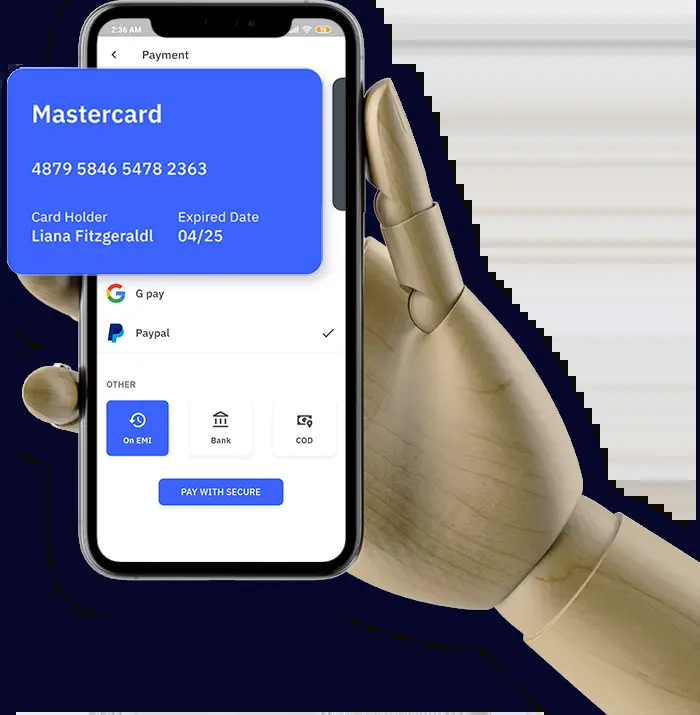 2:36 AM
Payment
Mastercard
4879 5846 5478 2363
Card Holder
Expired Date
Liana Fitzgeraldl
04/25
G pay
Paypal
OTHER
On EMI
Bank
COD
PAY WITH SECURE